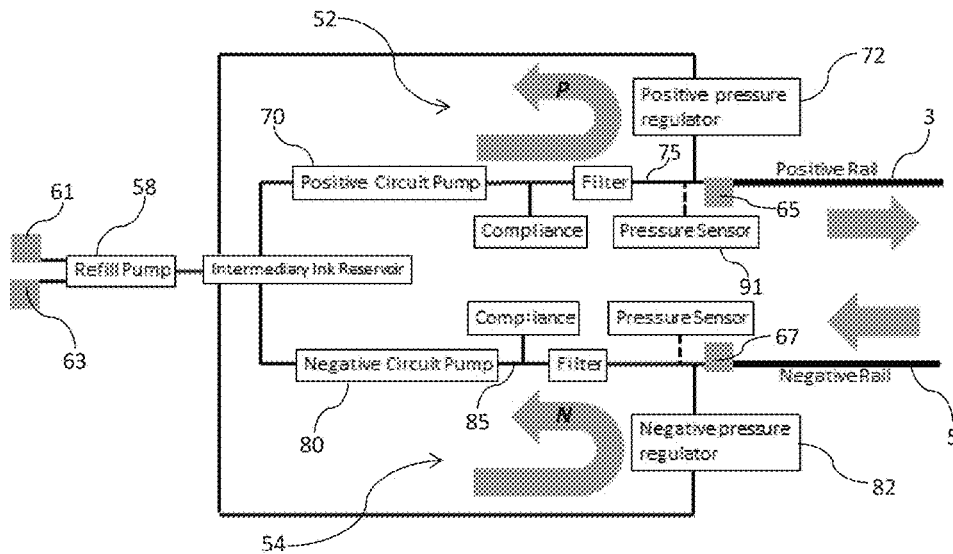 52
72
P
Positive pressure
regulator
70
75
3
Positive Rail
61
58
Positive Circuit Pump
Filter
65
Compliance
Pressure Sensor
Refill Pump
Intermediary Ink Reservoir
91
63
Compliance
Pressure Sensor
67
Negative Circuit Pump
Filter
Negative Rail
80
85
N
Negative pressure
regulator
5
82
54